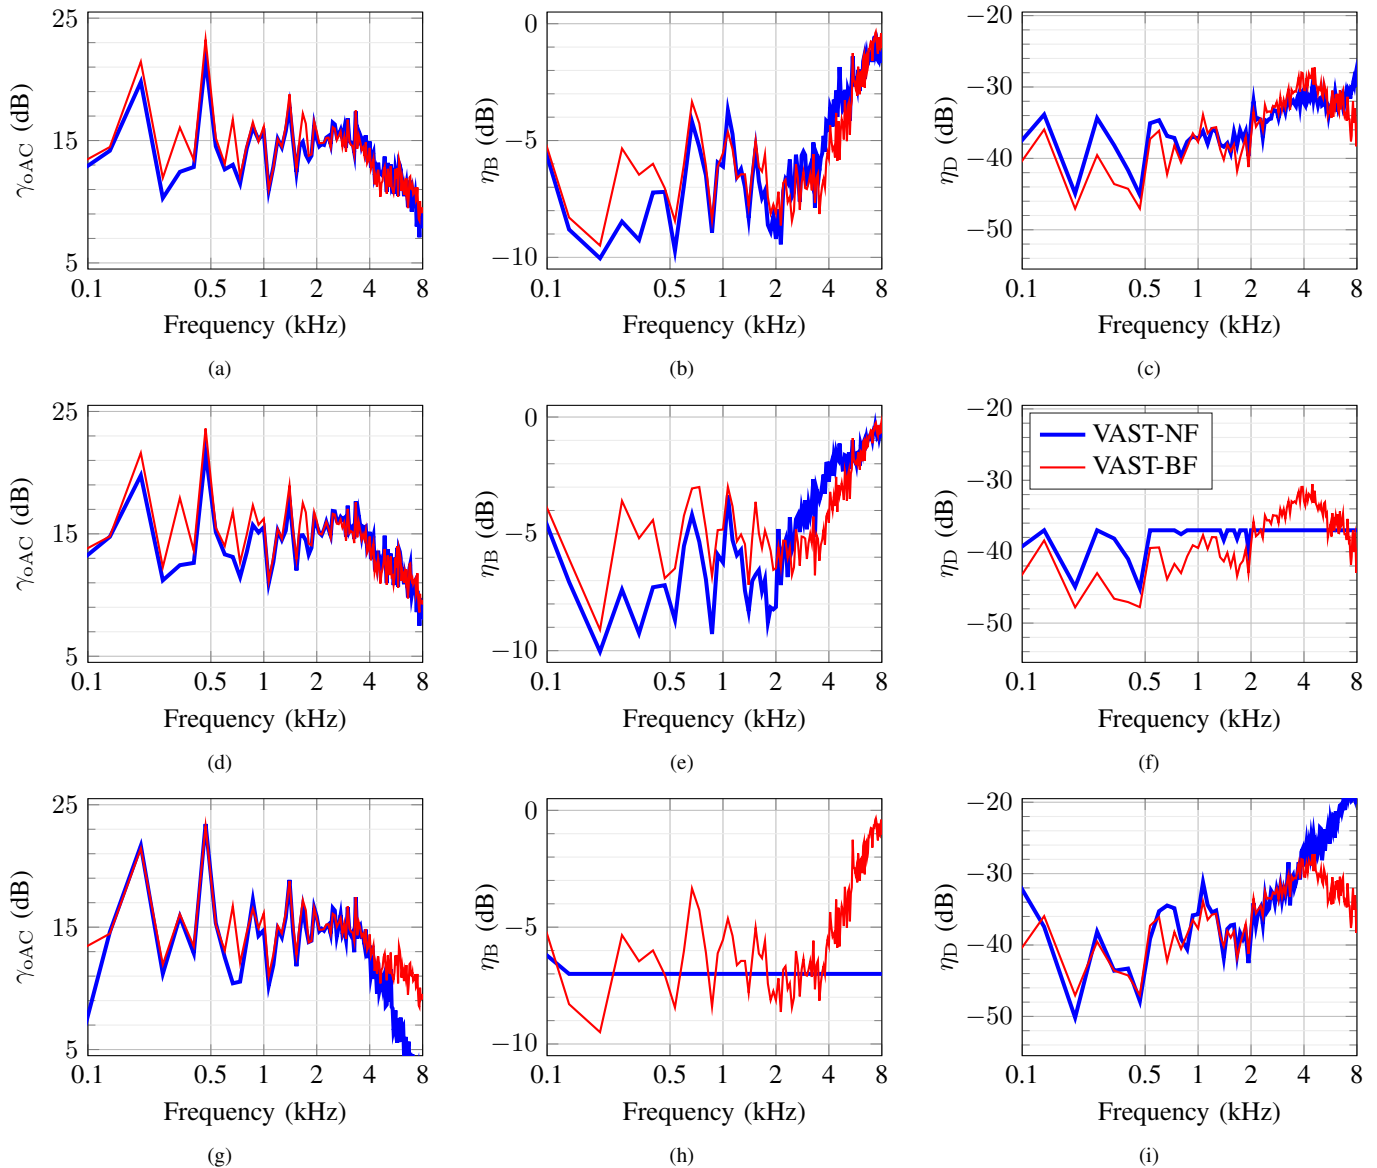 25
15
5
γoAC (dB)
0.1 0.5 1 2 4 8
Frequency (kHz)
(a)
0
−5
−10
ηB (dB)
0.1 0.5 1 2 4 8
Frequency (kHz)
(b)
−20
−30
−40
−50
ηD (dB)
0.1 0.5 1 2 4 8
Frequency (kHz)
(c)
25
15
5
γoAC (dB)
0.1 0.5 1 2 4 8
Frequency (kHz)
(d)
0
−5
−10
ηB (dB)
0.1 0.5 1 2 4 8
Frequency (kHz)
(e)
−20
−30
−40
−50
ηD (dB)
VAST-NF
VAST-BF
0.1 0.5 1 2 4 8
Frequency (kHz)
(f)
25
15
5
γoAC (dB)
0.1 0.5 1 2 4 8
Frequency (kHz)
(g)
0
−5
−10
ηB (dB)
0.1 0.5 1 2 4 8
Frequency (kHz)
(h)
−20
−30
−40
−50
ηD (dB)
0.1 0.5 1 2 4 8
Frequency (kHz)
(i)